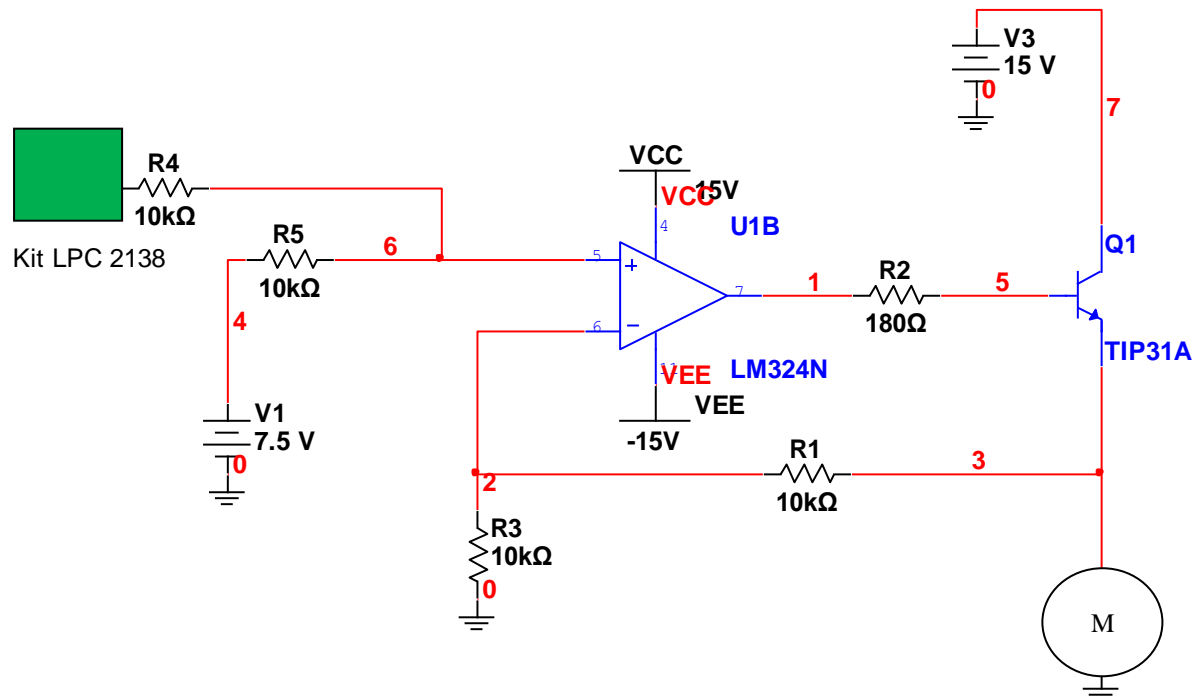 V3
15 V
0
7
R4
10kΩ
Kit LPC 2138
R5
10kΩ
6
4
V1
7.5 V
0
VCC
15V
VCC
4
U1B
5
+
6
−
7
11
VEE
LM324N
VEE
-15V
1
R2
180Ω
5
Q1
TIP31A
R1
10kΩ
3
2
R3
10kΩ
0
M